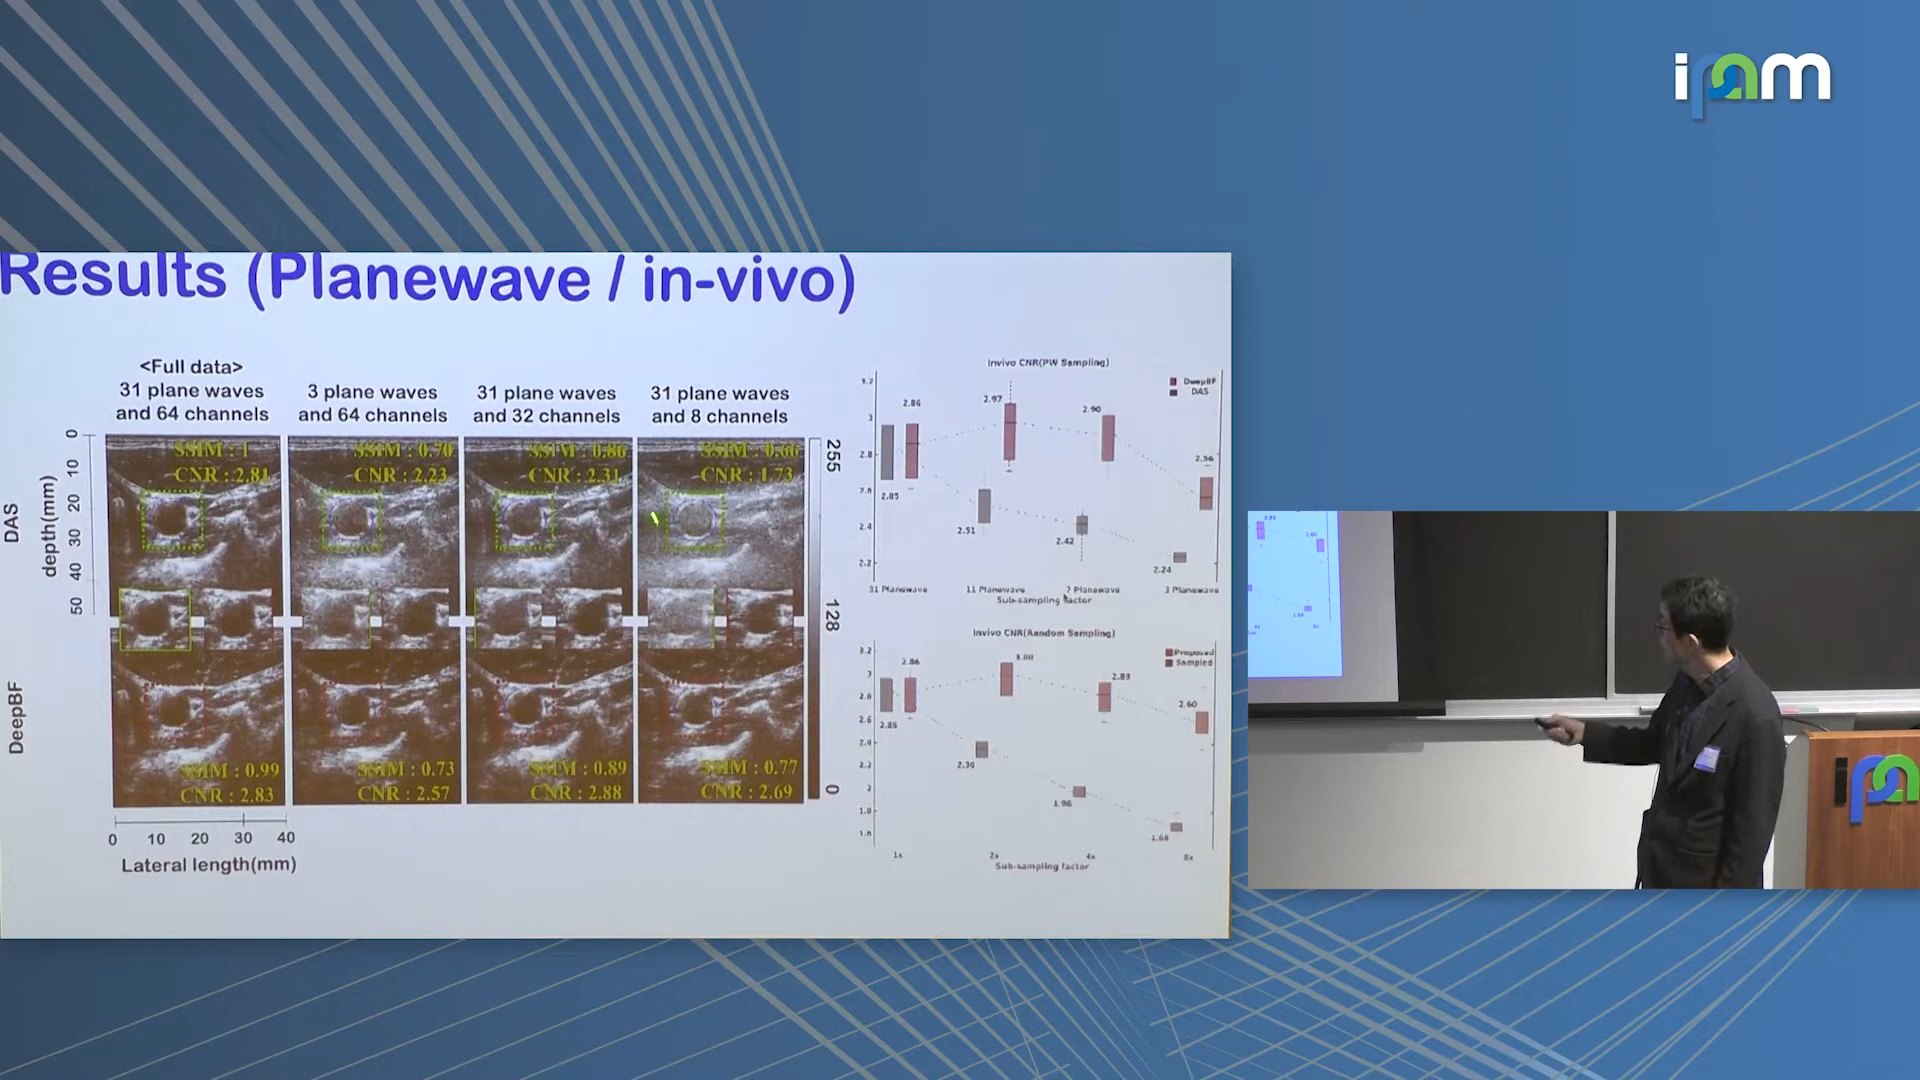 ipam
Results (Planewave / in-vivo)
<Full data>
31 plane waves
and 64 channels
3 plane waves
and 64 channels
31 plane waves
and 32 channels
31 plane waves
and 8 channels
DAS
depth(mm)
0
10
20
30
40
50
SSIM : 1
CNR : 2.81
SSIM : 0.70
CNR : 2.23
SSIM : 0.86
CNR : 2.31
SSIM : 0.66
CNR : 1.73
255
128
0
DeepBF
SSIM : 0.99
CNR : 2.83
SSIM : 0.73
CNR : 2.57
SSIM : 0.89
CNR : 2.88
SSIM : 0.77
CNR : 2.69
0 10 20 30 40
Lateral length(mm)
Invivo CNR(PW Sampling)
DeepBF
DAS
3.2
3
2.8
2.6
2.4
2.2
2.86
2.85
2.97
2.51
2.90
2.42
2.36
2.24
31 Planewave 11 Planewave 7 Planewave 3 Planewave
Sub-sampling factor
Invivo CNR(Random Sampling)
Proposed
Sampled
3.2
3
2.8
2.6
2.4
2.2
2
1.8
2.86
2.85
3.00
2.36
2.83
1.96
2.60
1.68
1x 2x 4x 8x
Sub-sampling factor